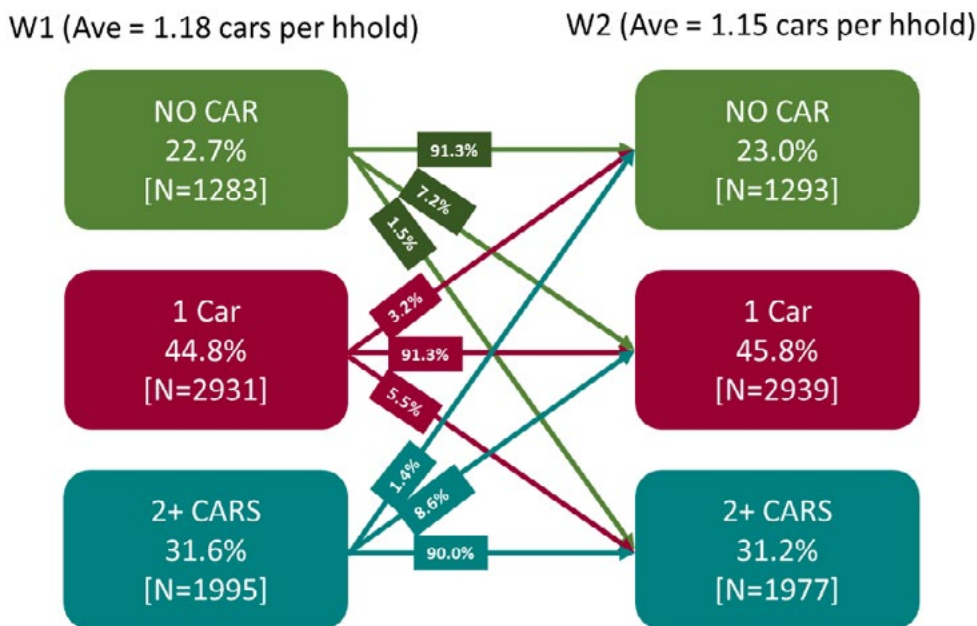 W1 (Ave = 1.18 cars per hhold)
W2 (Ave = 1.15 cars per hhold)
NO CAR
22.7%
[N=1283]
91.3%
7.2%
1.5%
NO CAR
23.0%
[N=1293]
1 Car
44.8%
[N=2931]
3.2%
91.3%
5.5%
1 Car
45.8%
[N=2939]
2+ CARS
31.6%
[N=1995]
1.4%
8.6%
90.0%
2+ CARS
31.2%
[N=1977]